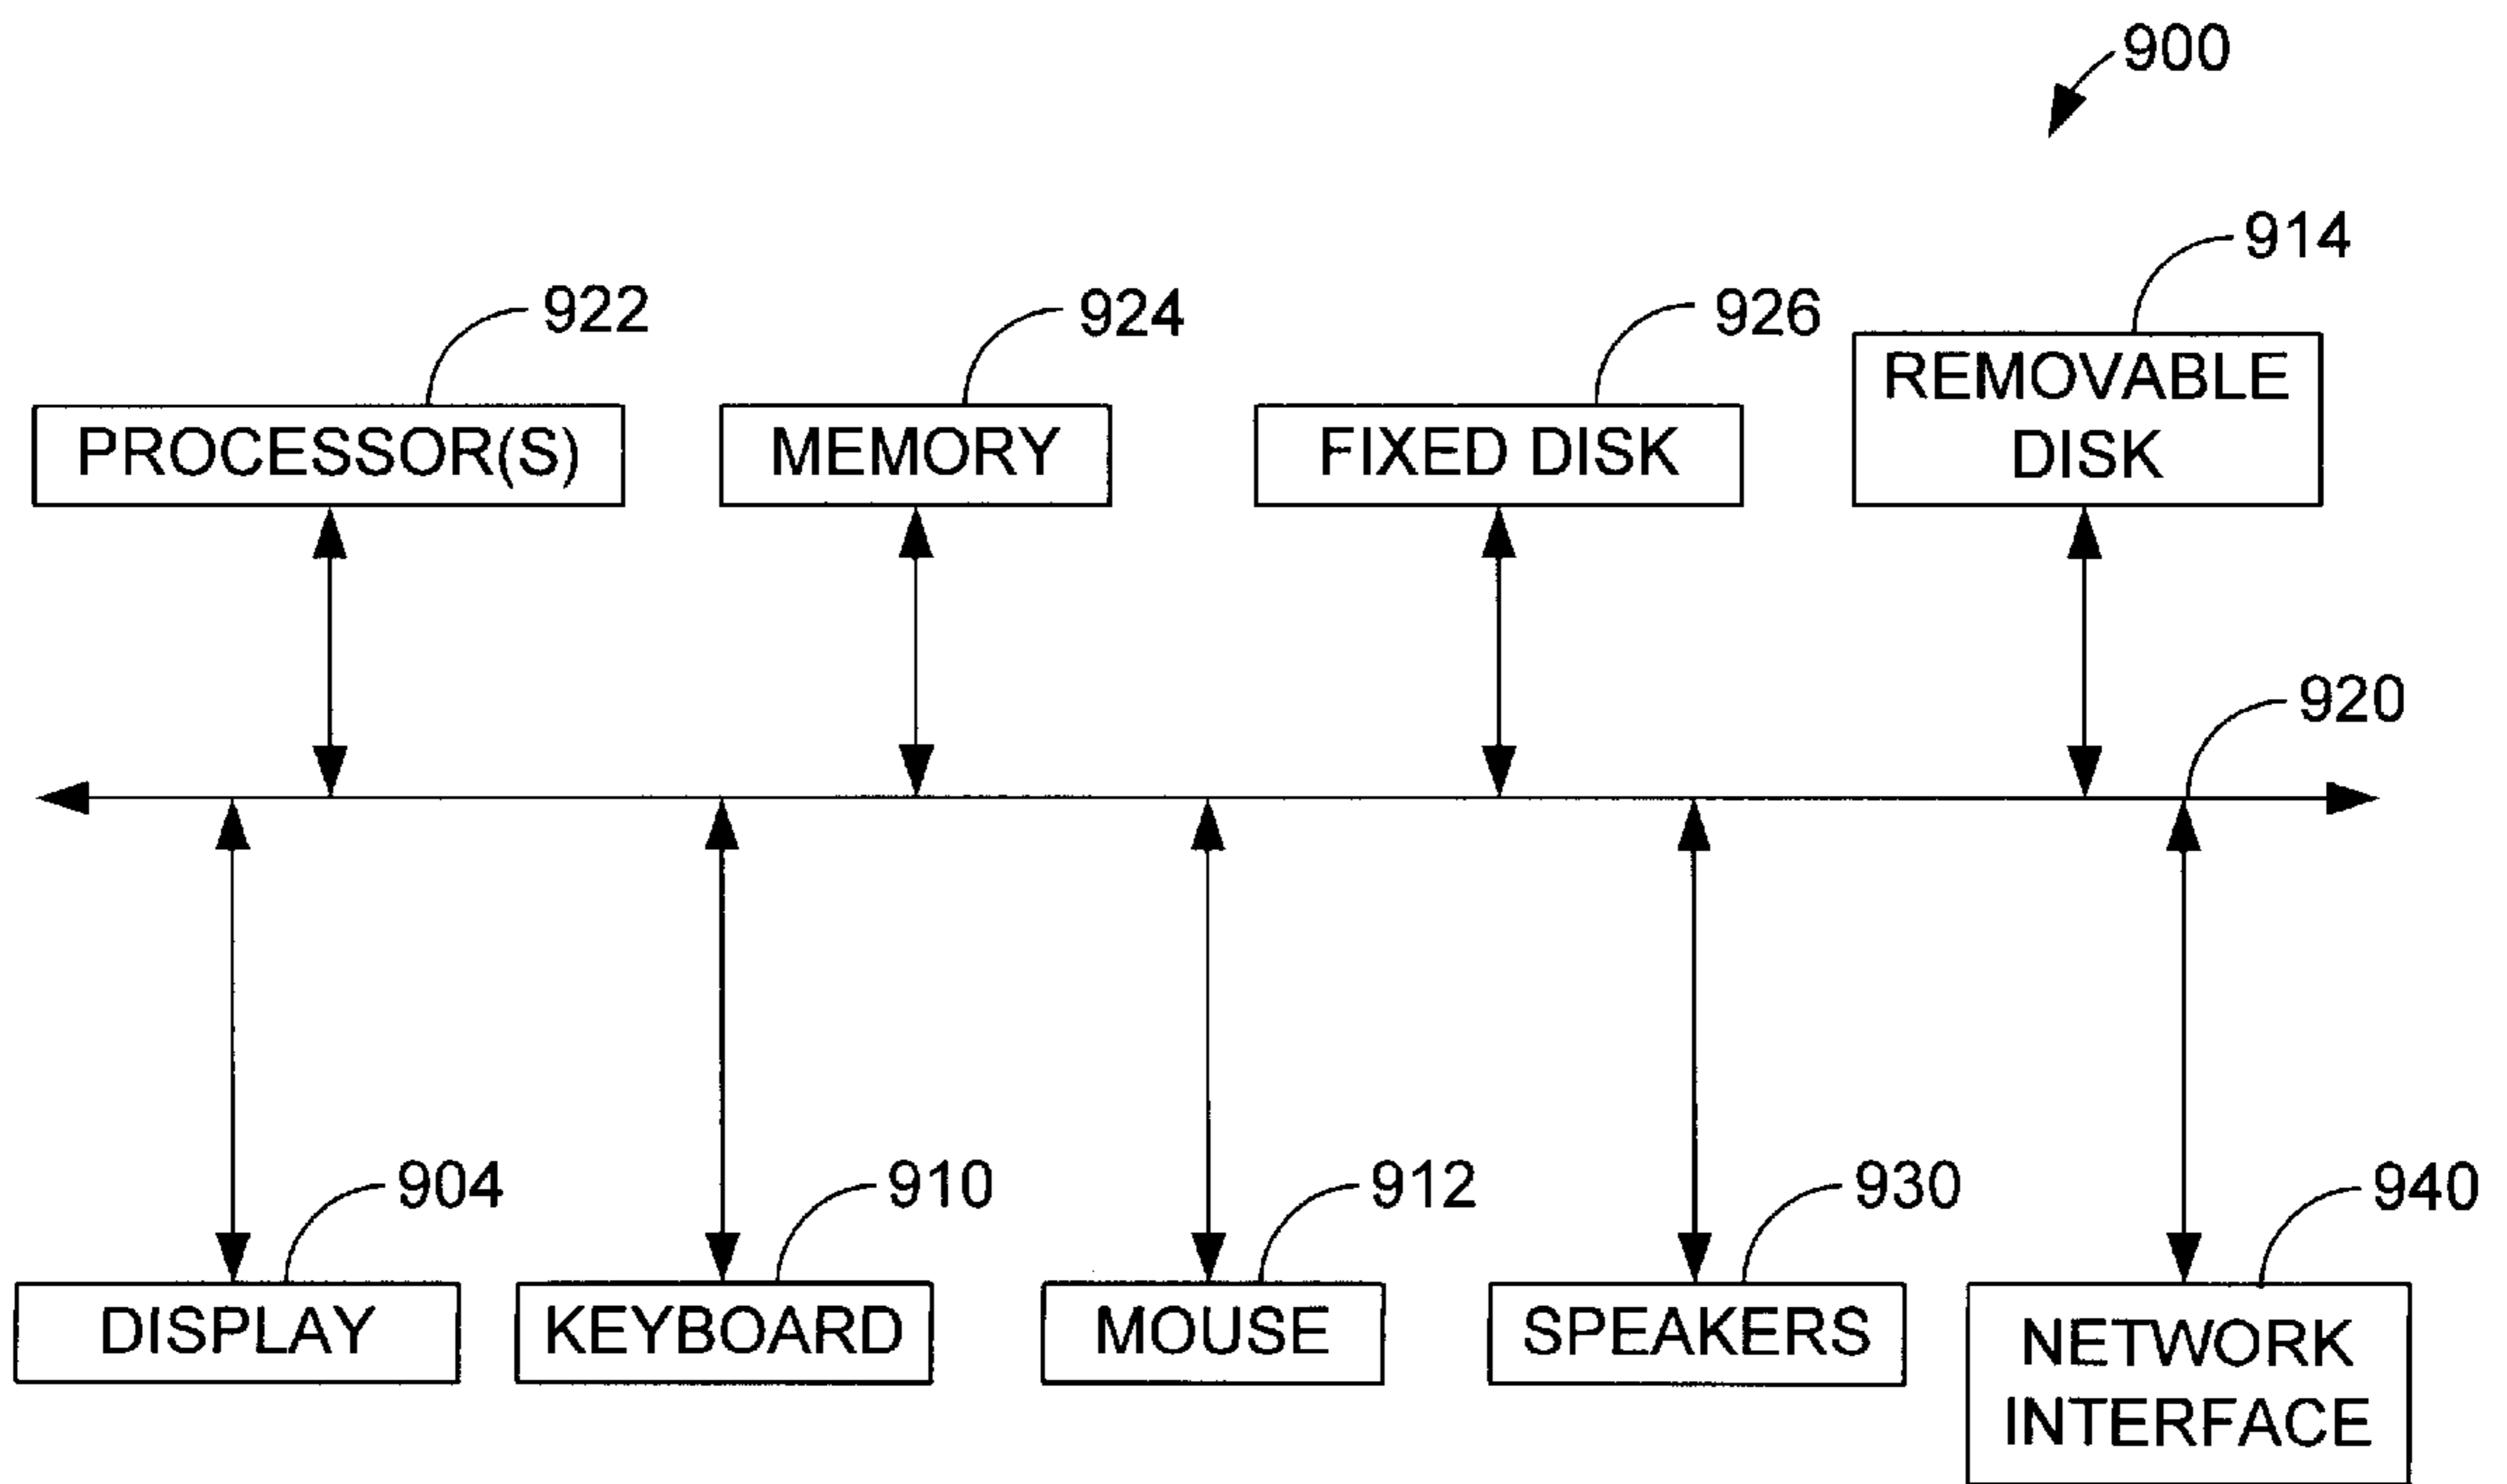 900
914
922
924
926
REMOVABLE
DISK
PROCESSOR(S)
MEMORY
FIXED DISK
920
904
910
912
930
940
DISPLAY
KEYBOARD
MOUSE
SPEAKERS
NETWORK
INTERFACE